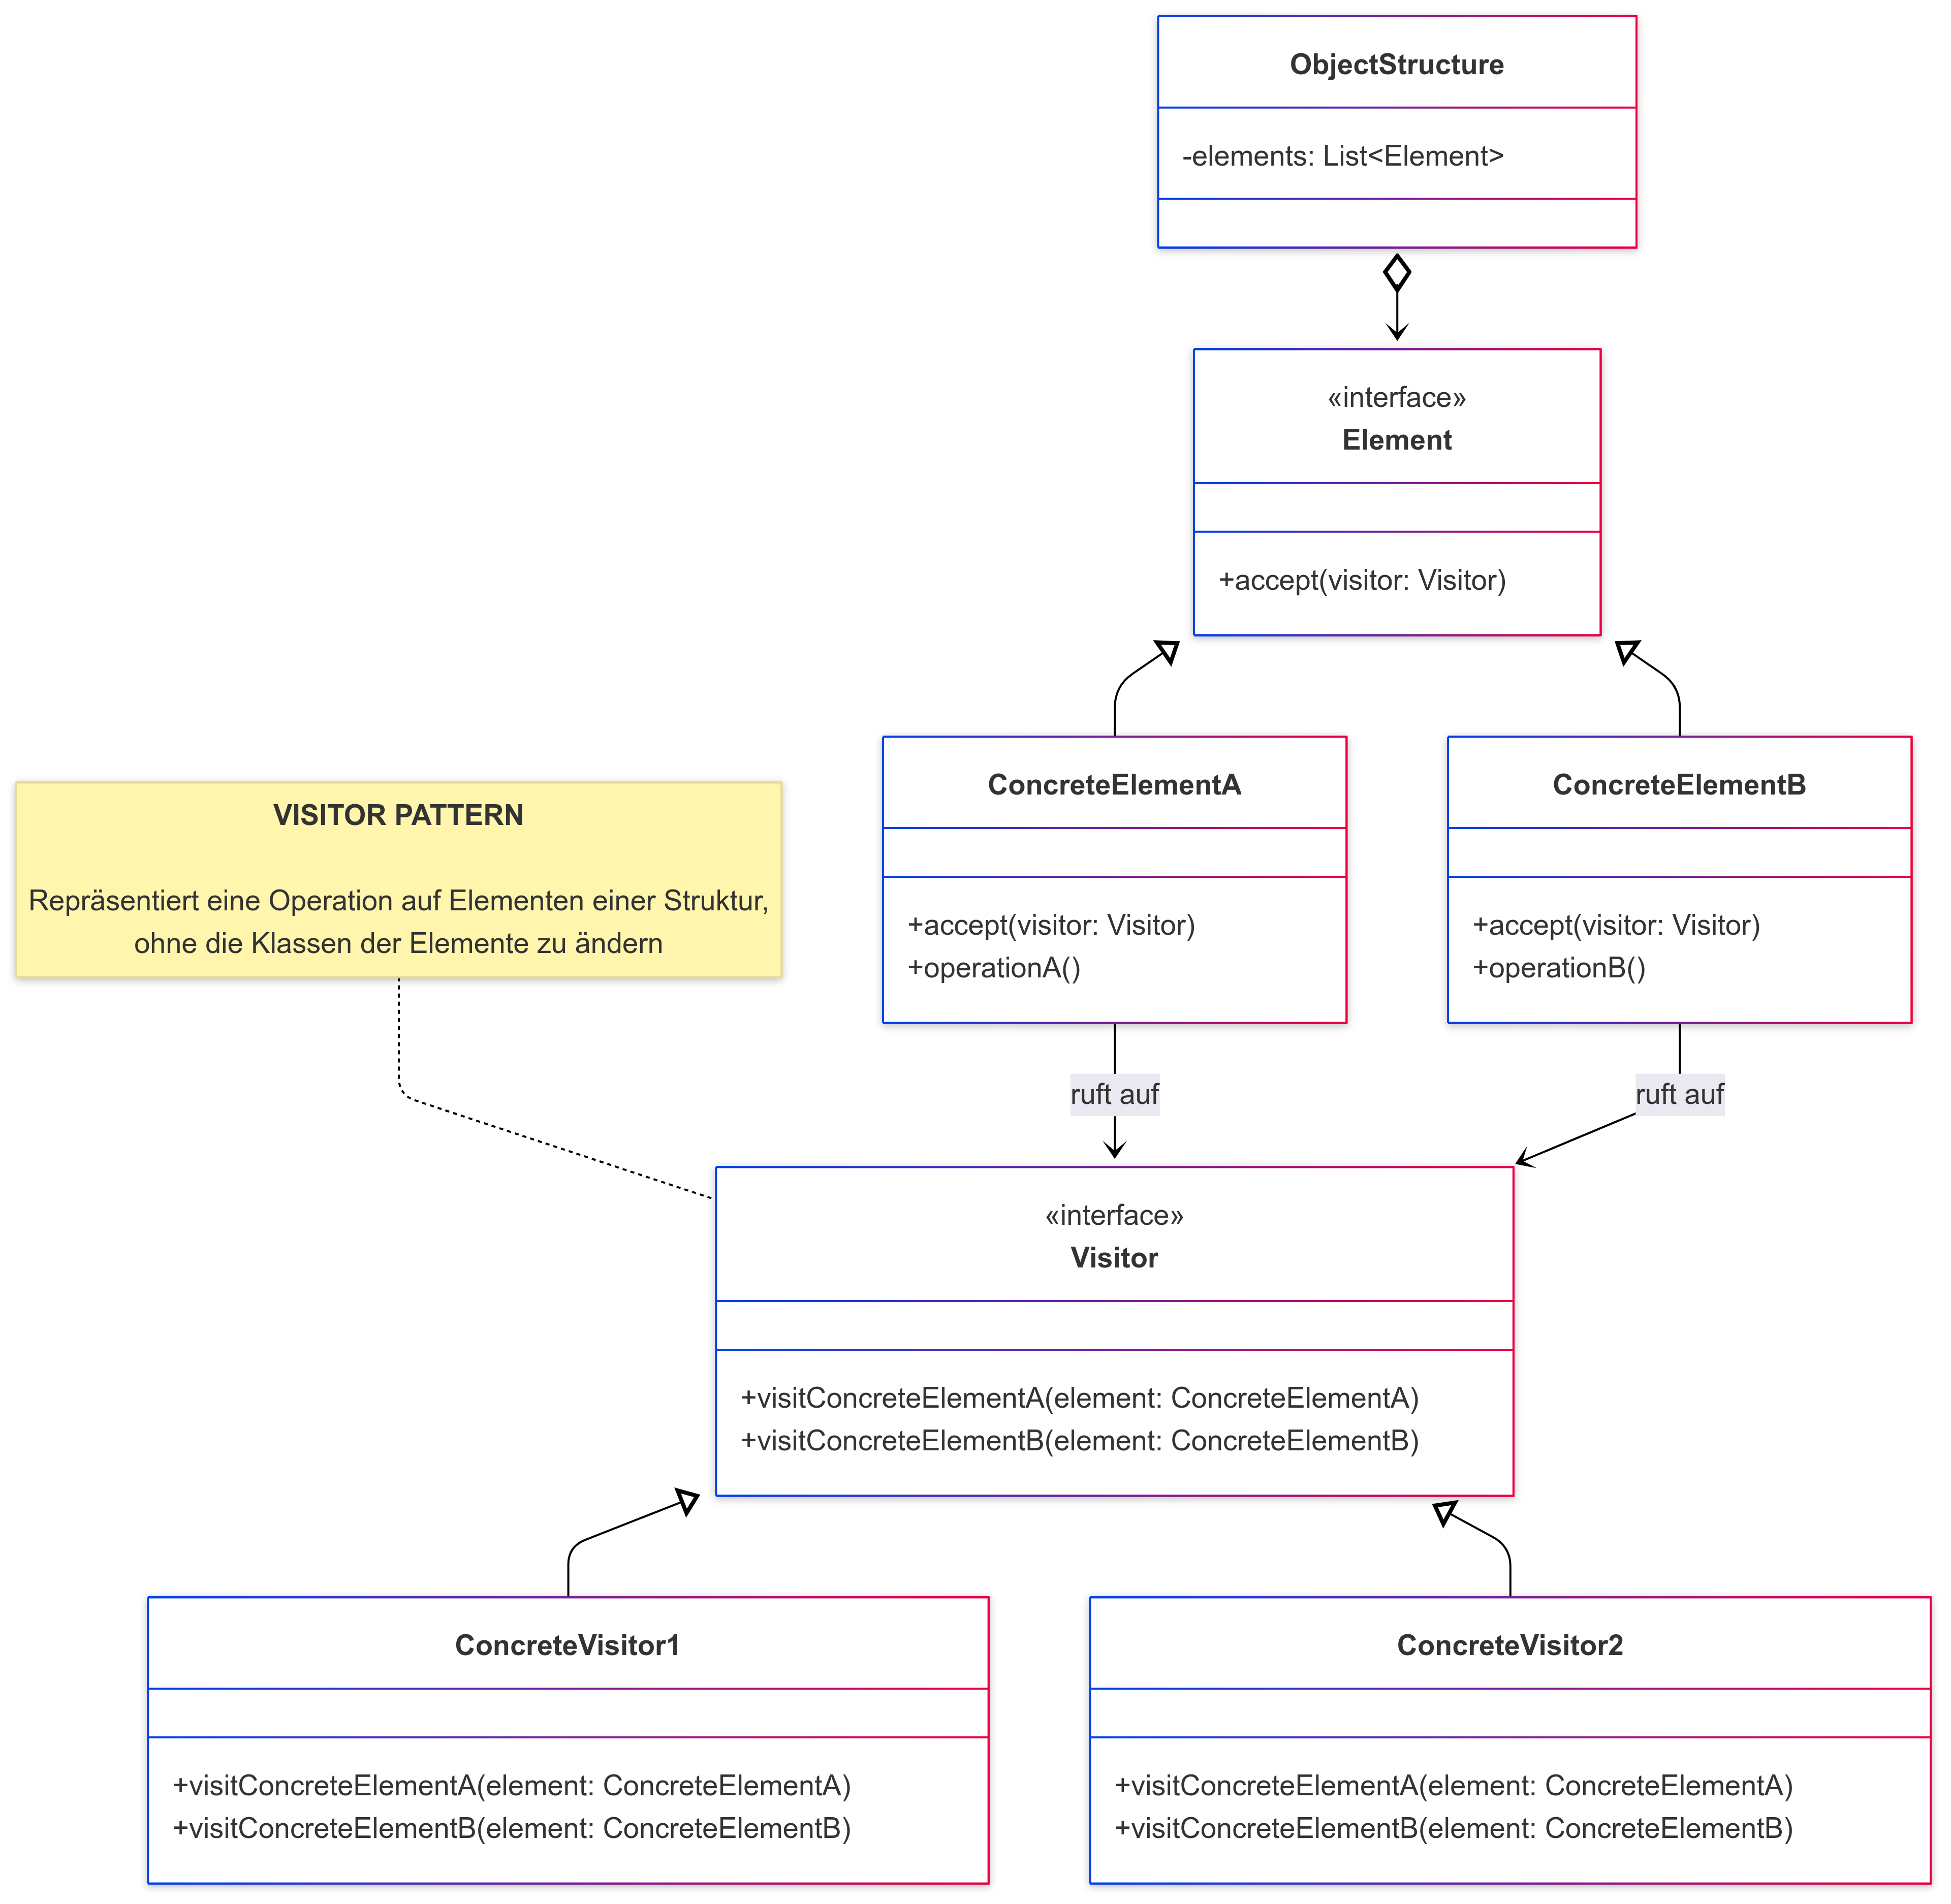 ObjectStructure
-elements: List<Element>
«interface»
Element
+accept(visitor: Visitor)
ConcreteElementA
+accept(visitor: Visitor)
+operationA()
ConcreteElementB
+accept(visitor: Visitor)
+operationB()
VISITOR PATTERN
Repräsentiert eine Operation auf Elementen einer Struktur,
ohne die Klassen der Elemente zu ändern
ruft auf
ruft auf
«interface»
Visitor
+visitConcreteElementA(element: ConcreteElementA)
+visitConcreteElementB(element: ConcreteElementB)
ConcreteVisitor1
+visitConcreteElementA(element: ConcreteElementA)
+visitConcreteElementB(element: ConcreteElementB)
ConcreteVisitor2
+visitConcreteElementA(element: ConcreteElementA)
+visitConcreteElementB(element: ConcreteElementB)